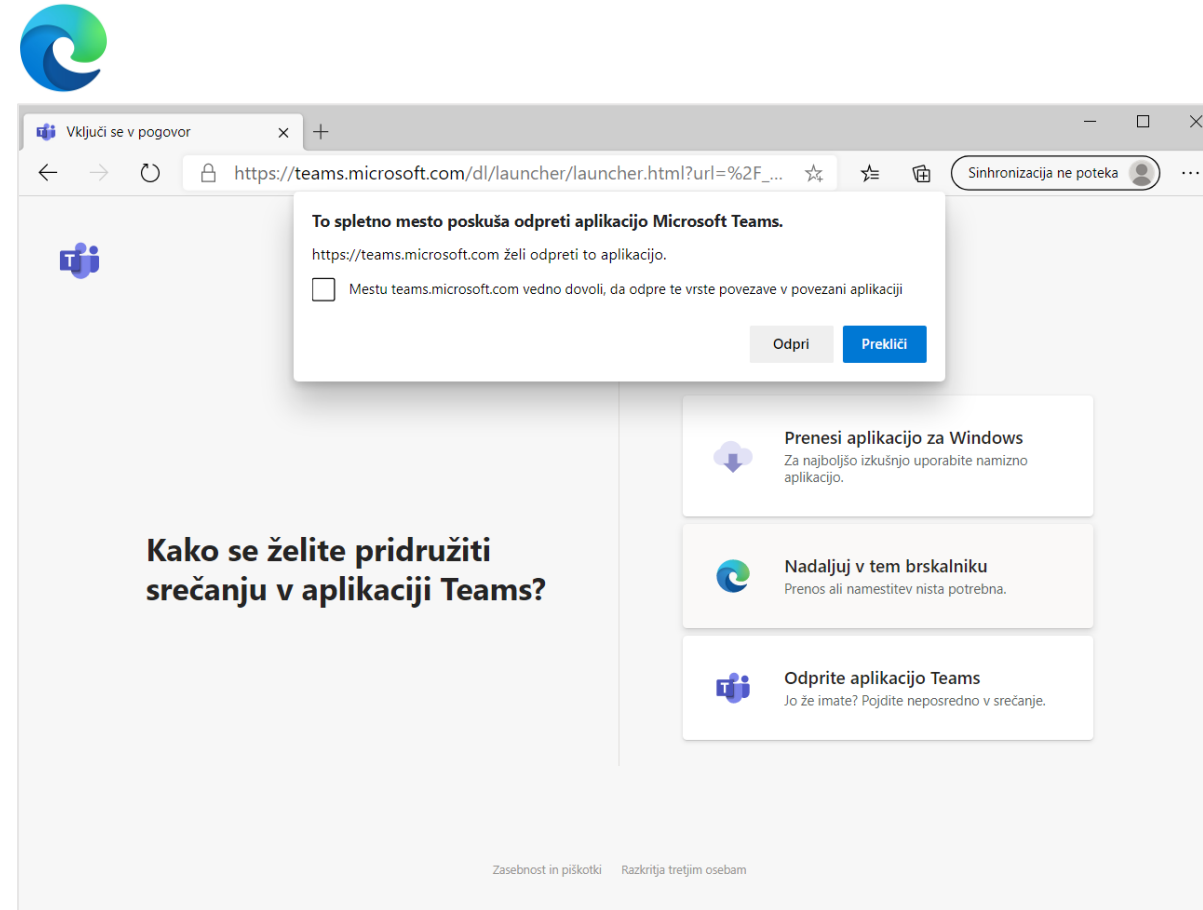 Vključi se v pogovor
https://teams.microsoft.com/dl/launcher/launcher.html?url=%2F_...
Sinhronizacija ne poteka
To spletno mesto poskuša odpreti aplikacijo Microsoft Teams.
https://teams.microsoft.com želi odpreti to aplikacijo.
Mestu teams.microsoft.com vedno dovoli, da odpre te vrste povezave v povezani aplikaciji
Odpri
Prekliči
Kako se želite pridružiti
srečanju v aplikaciji Teams?
Prenesi aplikacijo za Windows
Za najboljšo izkušnjo uporabite namizno
aplikacijo.
Nadaljuj v tem brskalniku
Prenos ali namestitev nista potrebna.
Odprite aplikacijo Teams
Jo že imate? Pojdite neposredno v srečanje.
Zasebnost in piškotki
Razkritja tretjim osebam